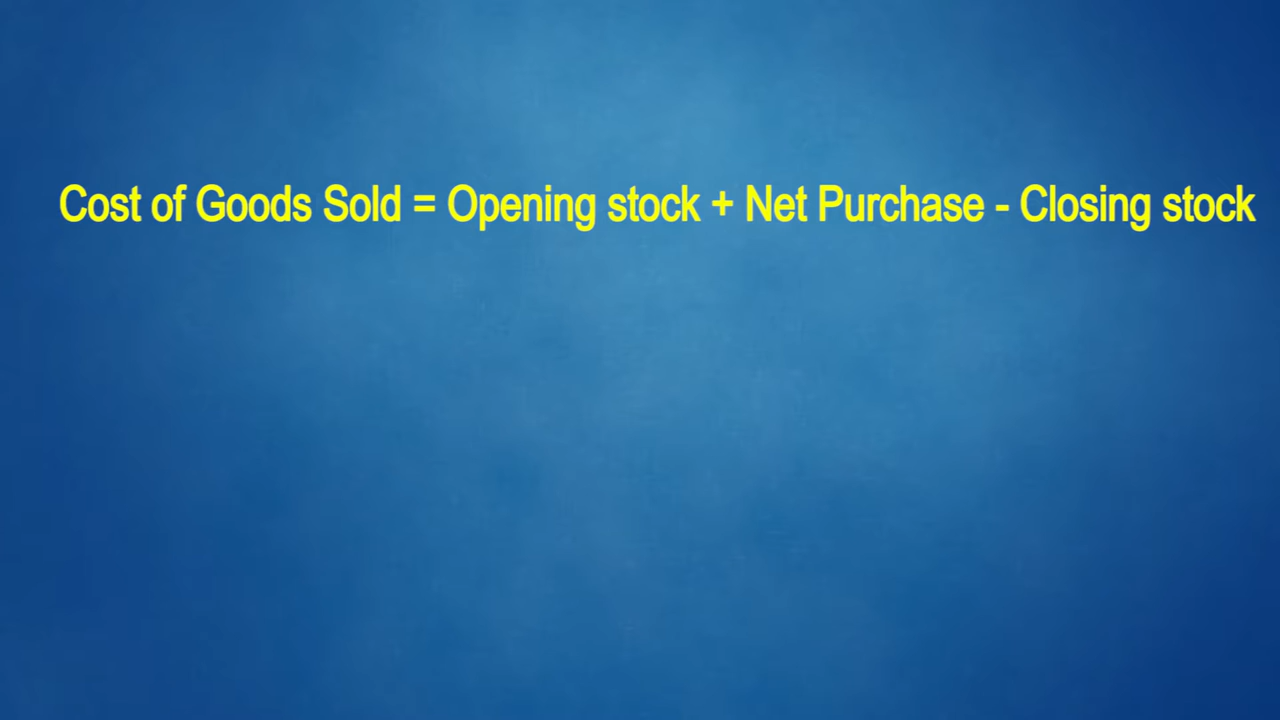 Cost of Goods Sold = Opening stock + Net Purchase - Closing stock